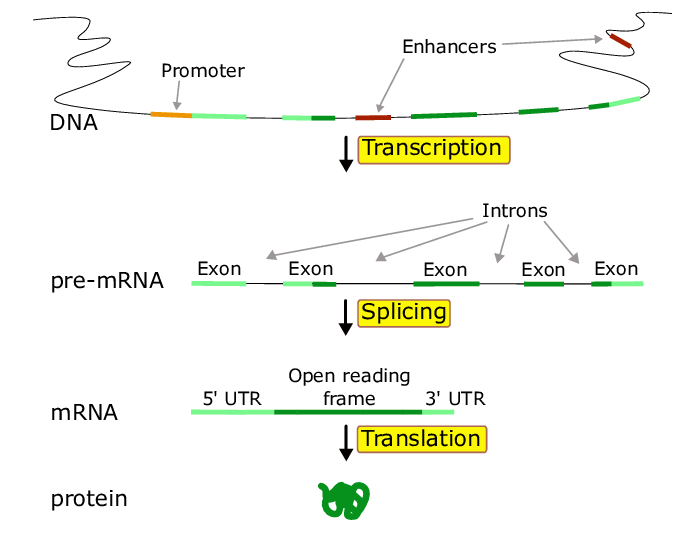 Enhancers
Promoter
DNA
Transcription
Introns
Exon Exon Exon Exon Exon
pre-mRNA
Splicing
Open reading
frame
5' UTR 3' UTR
mRNA
Translation
protein